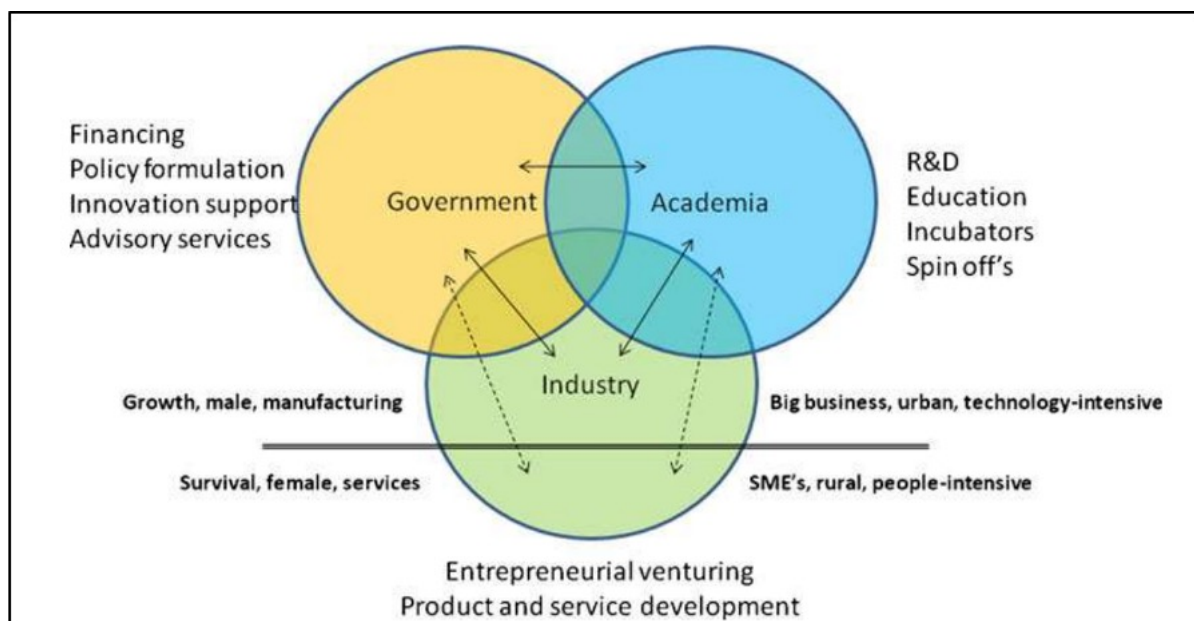 Financing
Policy formulation
Innovation support
Advisory services
Government
Academia
R&D
Education
Incubators
Spin off's
Industry
Growth, male, manufacturing
Big business, urban, technology-intensive
Survival, female, services
SME's, rural, people-intensive
Entrepreneurial venturing
Product and service development